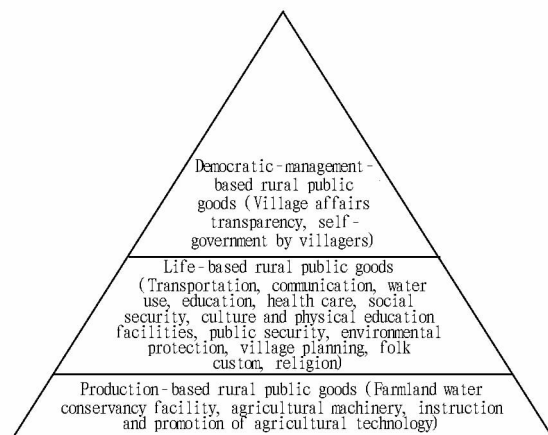 Democratic-management-
based rural public
goods (Village affairs
transparency, self-
government by villagers)
Life-based rural public goods
(Transportation, communication, water
use, education, health care, social
security, culture and physical education
facilities, public security, environmental
protection, village planning, folk
custom, religion)
Production-based rural public goods (Farmland water
conservancy facility, agricultural machinery, instruction
and promotion of agricultural technology)